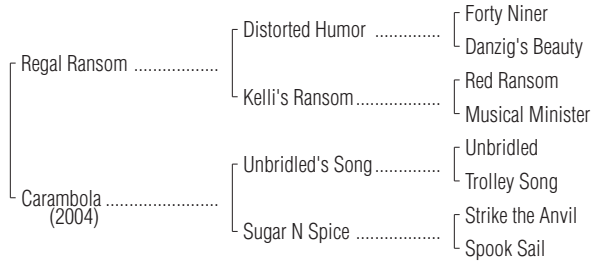 Forty Niner
Distorted Humor ..............
Danzig's Beauty
Regal Ransom ..................
Red Ransom
Kelli's Ransom..................
Musical Minister
Unbridled
Unbridled's Song..............
Trolley Song
Carambola ........................
(2004)
Strike the Anvil
Sugar N Spice ..................
Spook Sail